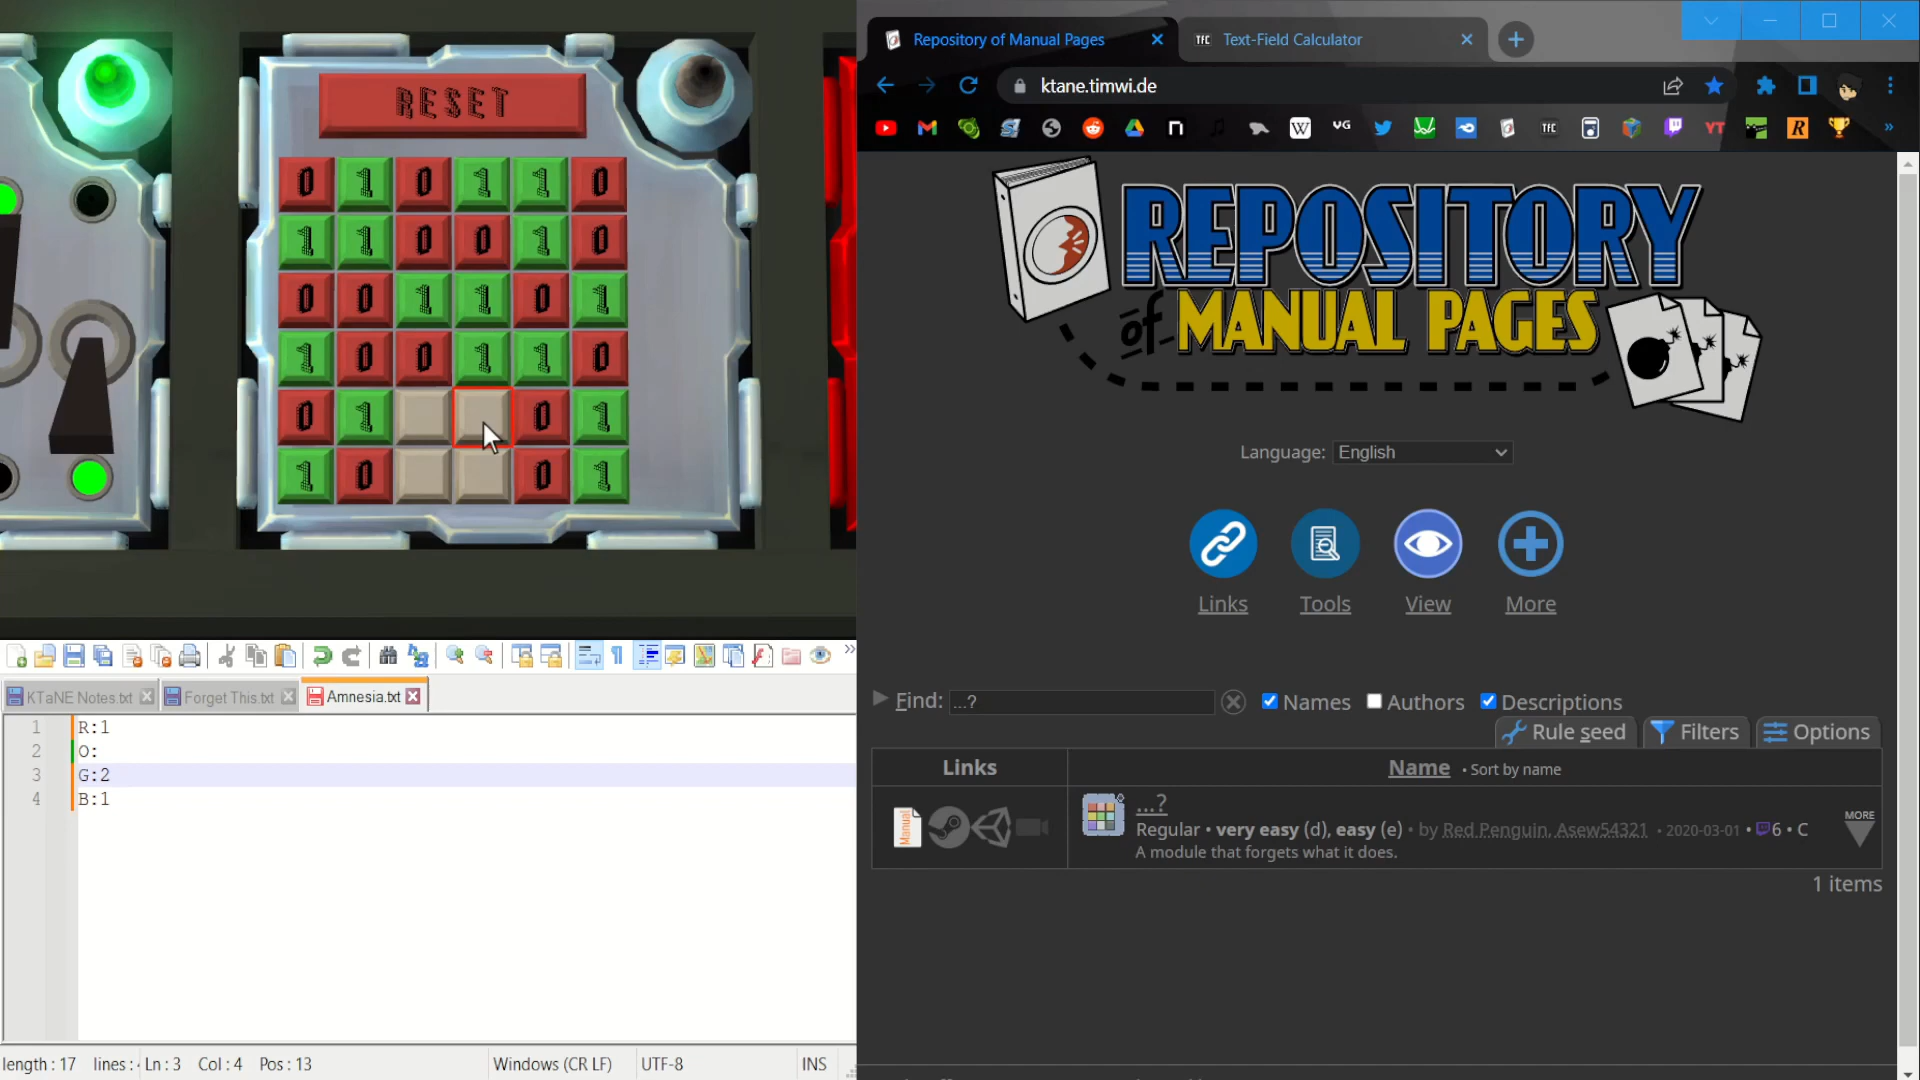 RESET
0 1 0 1 1 0
1 1 0 0 1 0
0 0 1 1 0 1
1 0 0 1 1 0
0 1 0 1
1 0 0 1
KTaNE Notes.txt Forget This.txt Amnesia.txt
1 R:1
2 O:
3 G:2
4 B:1
length : 17 lines : Ln : 3 Col : 4 Pos : 13 Windows (CR LF) UTF-8 INS
Repository of Manual Pages TFC Text-Field Calculator
ktane.timwi.de
W VG TFC YT R
REPOSITORY
of MANUAL PAGES
Language: English
Links Tools View More
Find: ...? Names Authors Descriptions
Rule seed Filters Options
Links Name • Sort by name
Manual
...?
Regular • very easy (d), easy (e) • by Red Penguin, Asew54321 • 2020-03-01 • 6 • C
A module that forgets what it does.
MORE
1 items